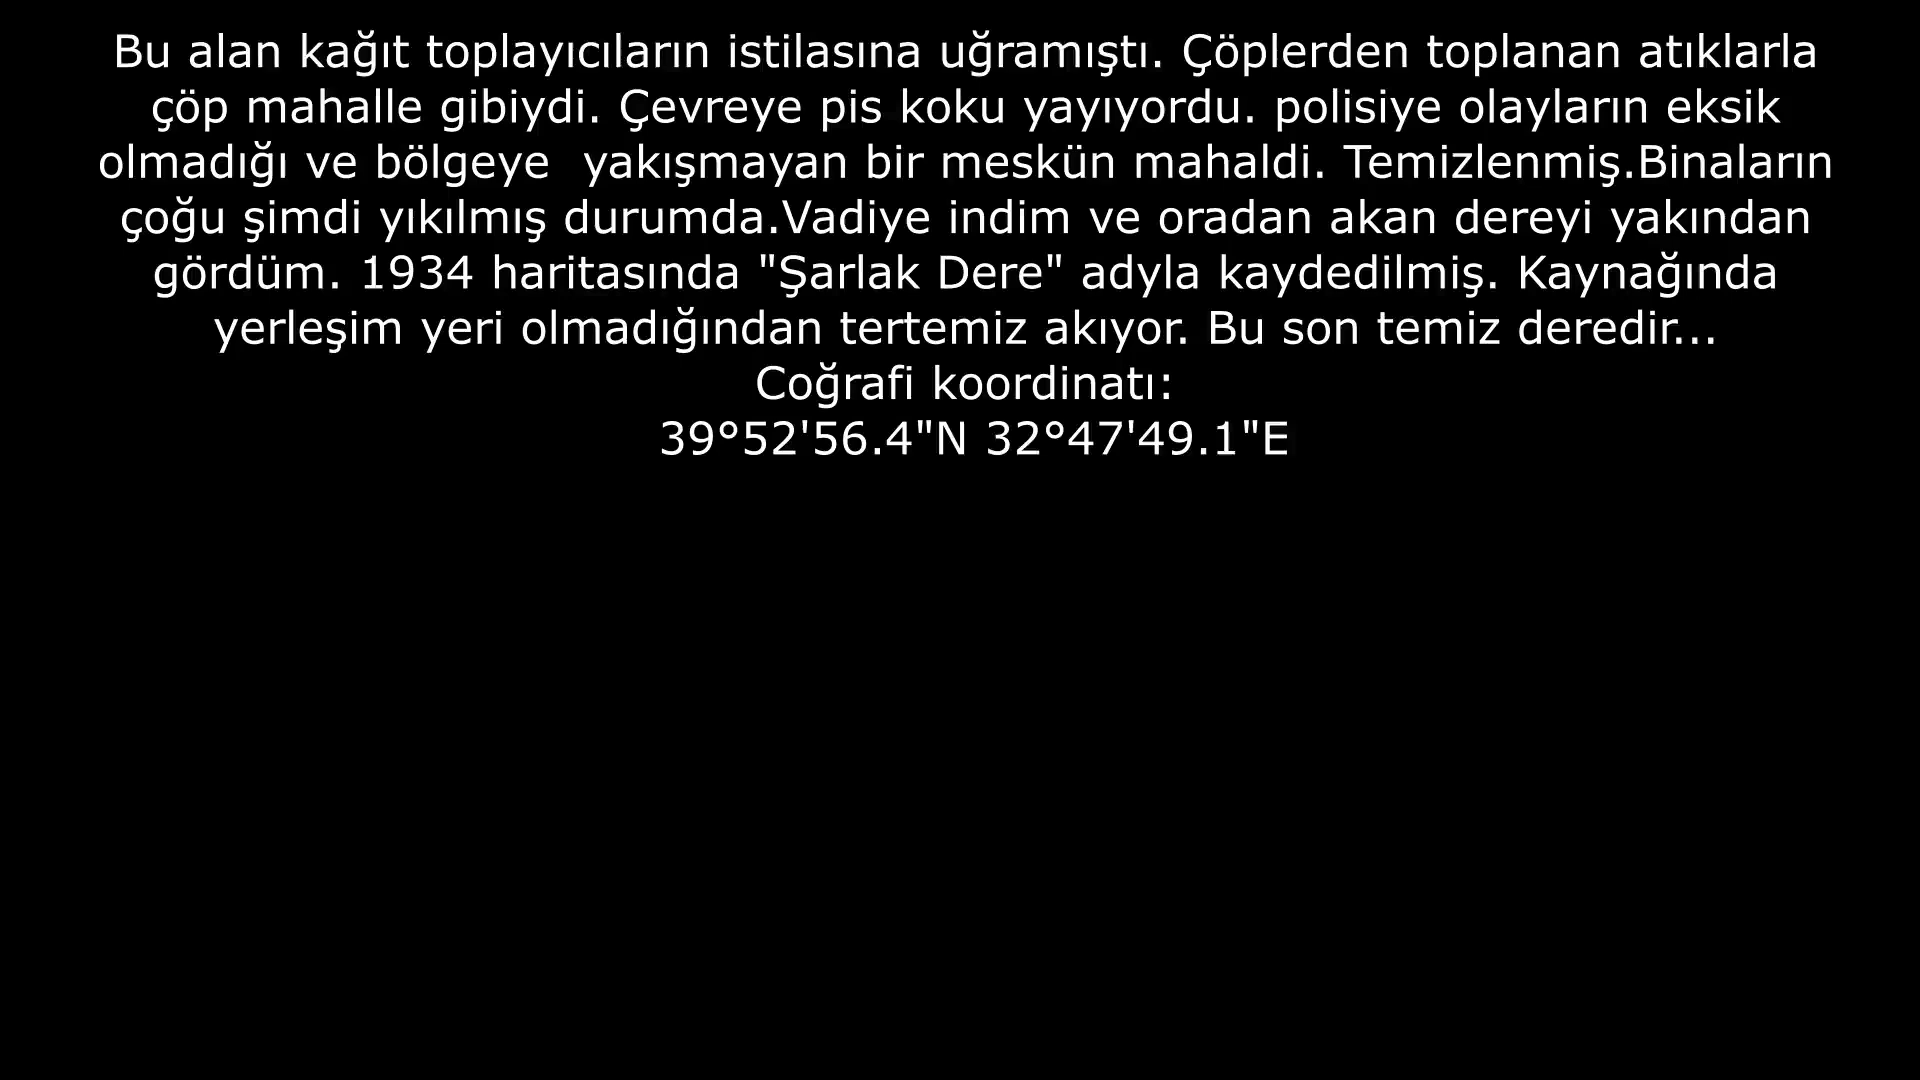 Bu alan kağıt toplayıcıların istilasına uğramıştı. Çöplerden toplanan atıklarla
çöp mahalle gibiydi. Çevreye pis koku yayıyordu. polisiye olayların eksik
olmadığı ve bölgeye  yakışmayan bir meskün mahaldi. Temizlenmiş.Binaların
çoğu şimdi yıkılmış durumda.Vadiye indim ve oradan akan dereyi yakından
gördüm. 1934 haritasında "Şarlak Dere" adyla kaydedilmiş. Kaynağında
yerleşim yeri olmadığından tertemiz akıyor. Bu son temiz deredir...
Coğrafi koordinatı:
39°52'56.4"N 32°47'49.1"E